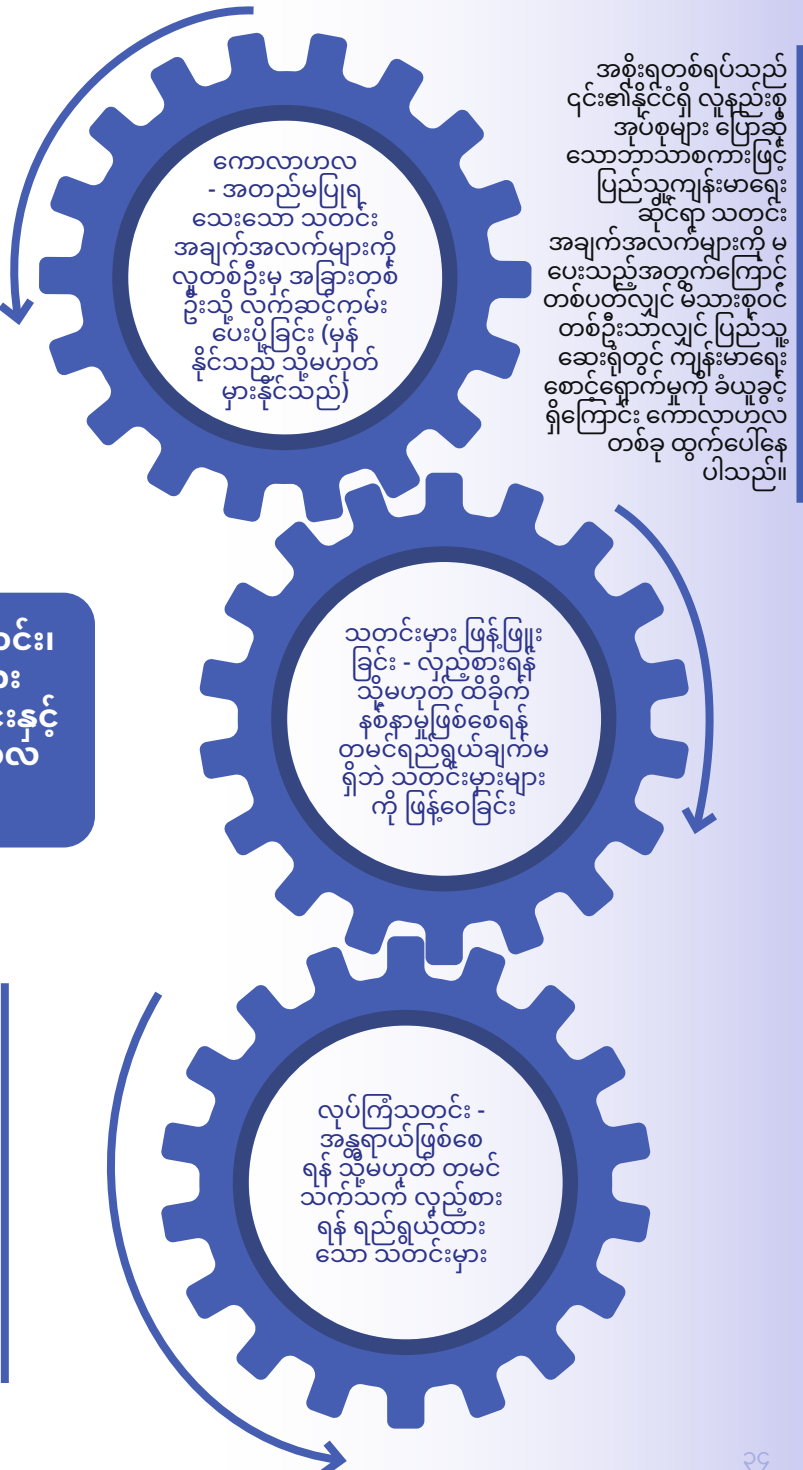 ကောလာဟလ
- အတည်မပြုရ
သေးသော သတင်း
အချက်အလက်များကို
လူတစ်ဦးမှ အခြားတစ်
ဦးသို့ လက်ဆင့်ကမ်း
ပေးပို့ခြင်း (မှန်
နိုင်သည် သို့မဟုတ်
မှားနိုင်သည်)
အစိုးရတစ်ရပ်သည်
၎င်း၏နိုင်ငံရှိ လူနည်းစု
အုပ်စုများ ပြောဆို
သောဘာသာစကားဖြင့်
ပြည်သူ့ကျန်းမာရေး
ဆိုင်ရာ သတင်း
အချက်အလက်များကို မ
ပေးသည့်အတွက်ကြောင့်
တစ်ပတ်လျှင် မိသားစုဝင်
တစ်ဦးသာလျှင် ပြည်သူ့
ဆေးရုံတွင် ကျန်းမာရေး
စောင့်ရှောက်မှုကို ခံယူခွင့်
ရှိကြောင်း ကောလာဟလ
တစ်ခု ထွက်ပေါ်နေ
ပါသည်။
သတင်းမှား ဖြန့်ဖြူး
ခြင်း - လှည့်စားရန်
သို့မဟုတ် ထိခိုက်
နစ်နာမှုဖြစ်စေရန်
တမင်ရည်ရွယ်ချက်မ
ရှိဘဲ သတင်းမှားများ
ကို ဖြန့်ဝေခြင်း
လုပ်ကြံသတင်း -
အန္တရာယ်ဖြစ်စေ
ရန် သို့မဟုတ် တမင်
သက်သက် လှည့်စား
ရန် ရည်ရွယ်ထား
သော သတင်းမှား